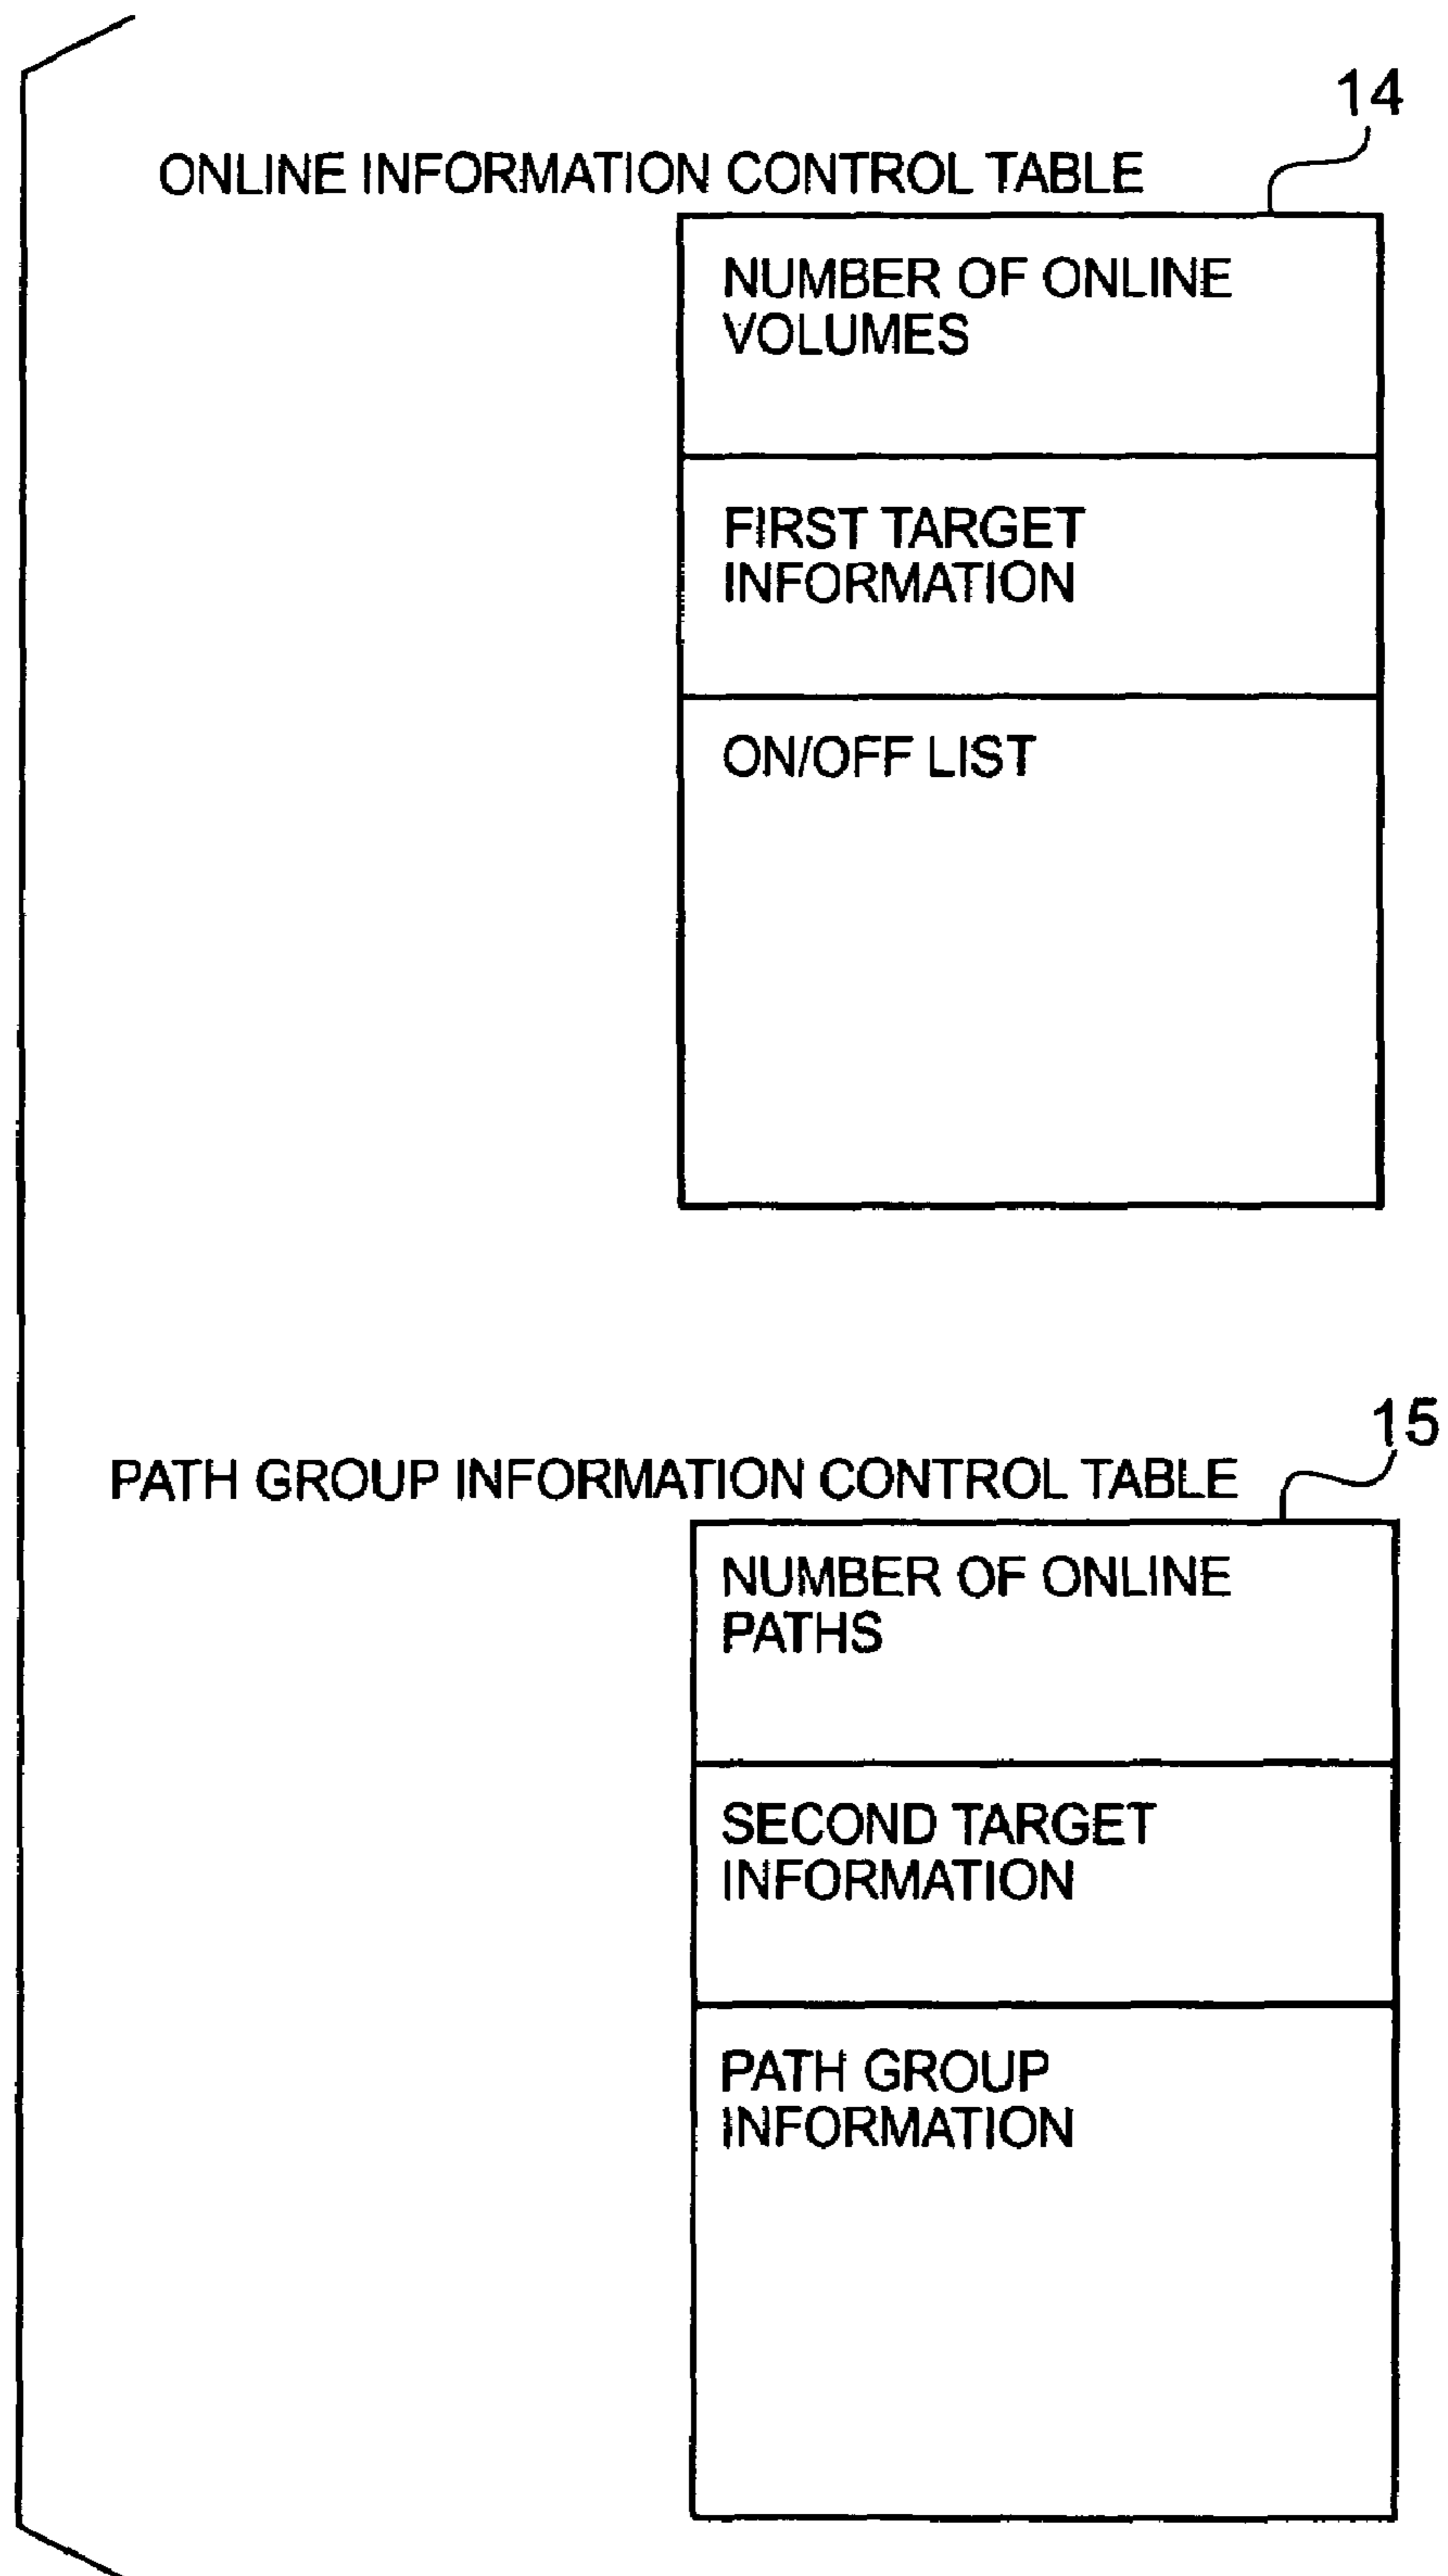 14
ONLINE INFORMATION CONTROL TABLE
NUMBER OF ONLINE
VOLUMES
FIRST TARGET
INFORMATION
ON/OFF LIST
15
PATH GROUP INFORMATION CONTROL TABLE
NUMBER OF ONLINE
PATHS
SECOND TARGET
INFORMATION
PATH GROUP
INFORMATION